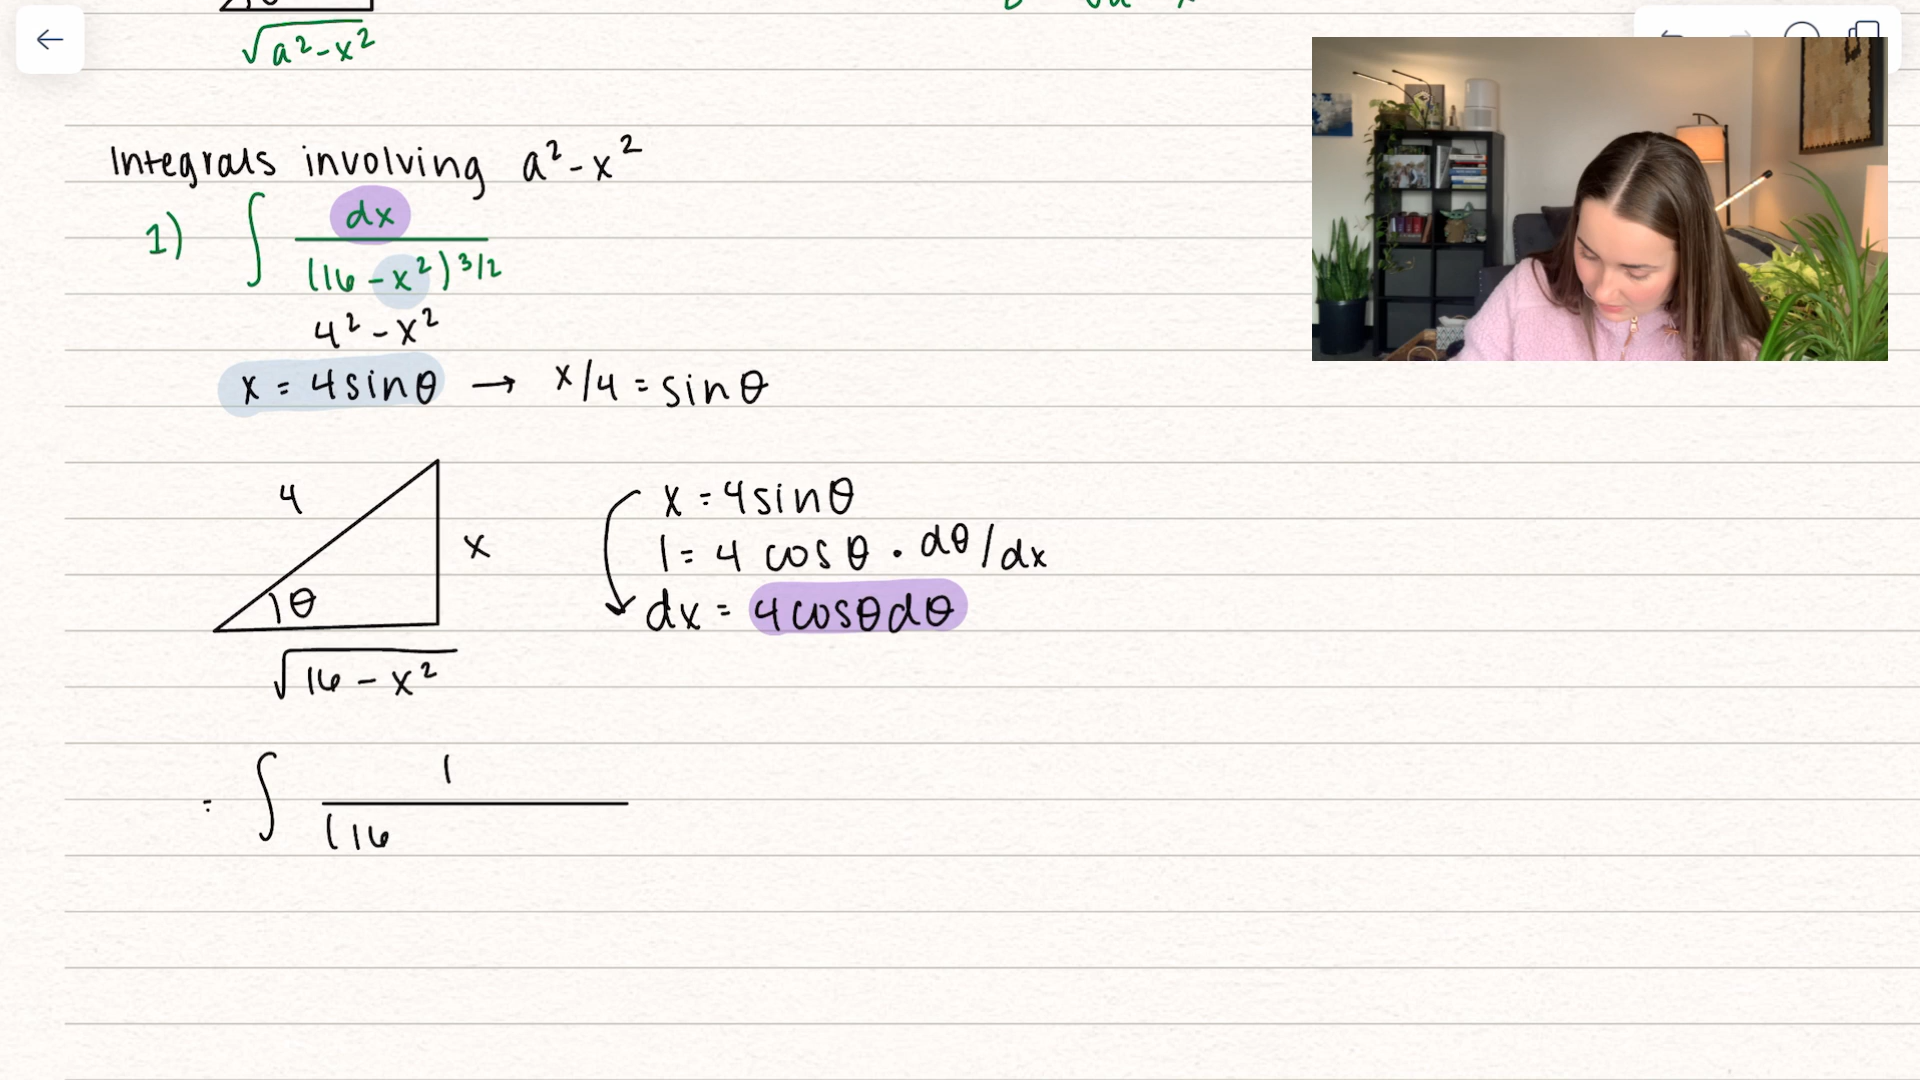 √a²-x²
Integrals involving a²-x²
1) ∫ dx / (16-x²)^3/2
4²-x²
x = 4sinθ → x/4 = sinθ
4
x
θ
√16-x²
x = 4sinθ
1 = 4 cosθ · dθ/dx
dx = 4cosθdθ
= ∫ 1 / (16